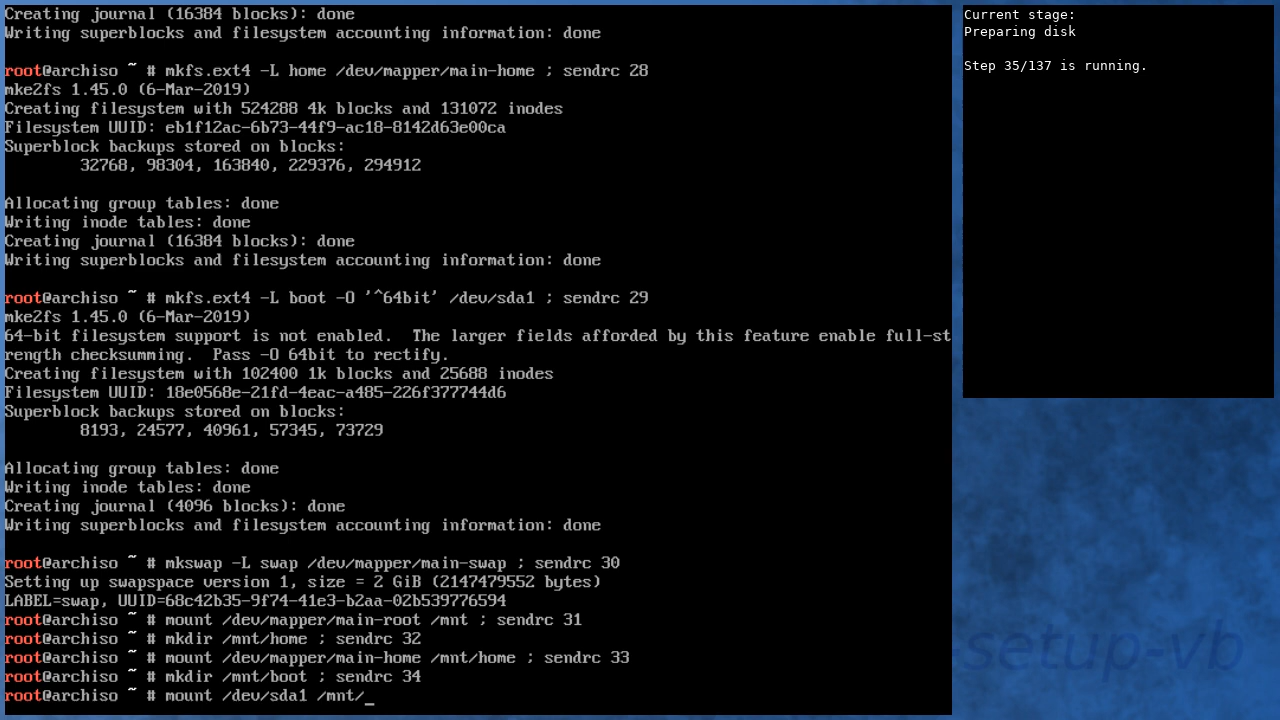 Creating journal (16384 blocks): done
Writing superblocks and filesystem accounting information: done
root@archiso ~ # mkfs.ext4 -L home /dev/mapper/main-home ; sendrc 28
mke2fs 1.45.0 (6-Mar-2019)
Creating filesystem with 524288 4k blocks and 131072 inodes
Filesystem UUID: eb1f12ac-6b73-44f9-ac18-8142d63e00ca
Superblock backups stored on blocks:
        32768, 98304, 163840, 229376, 294912
Allocating group tables: done
Writing inode tables: done
Creating journal (16384 blocks): done
Writing superblocks and filesystem accounting information: done
root@archiso ~ # mkfs.ext4 -L boot -O '^64bit' /dev/sda1 ; sendrc 29
mke2fs 1.45.0 (6-Mar-2019)
64-bit filesystem support is not enabled.  The larger fields afforded by this feature enable full-st
rength checksumming.  Pass -O 64bit to rectify.
Creating filesystem with 102400 1k blocks and 25688 inodes
Filesystem UUID: 18e0568e-21fd-4eac-a485-226f377744d6
Superblock backups stored on blocks:
        8193, 24577, 40961, 57345, 73729
Allocating group tables: done
Writing inode tables: done
Creating journal (4096 blocks): done
Writing superblocks and filesystem accounting information: done
root@archiso ~ # mkswap -L swap /dev/mapper/main-swap ; sendrc 30
Setting up swapspace version 1, size = 2 GiB (2147479552 bytes)
LABEL=swap, UUID=68c42b35-9f74-41e3-b2aa-02b539776594
root@archiso ~ # mount /dev/mapper/main-root /mnt ; sendrc 31
root@archiso ~ # mkdir /mnt/home ; sendrc 32
root@archiso ~ # mount /dev/mapper/main-home /mnt/home ; sendrc 33
root@archiso ~ # mkdir /mnt/boot ; sendrc 34
root@archiso ~ # mount /dev/sda1 /mnt/_
Current stage:
Preparing disk
Step 35/137 is running.
-setup-vb